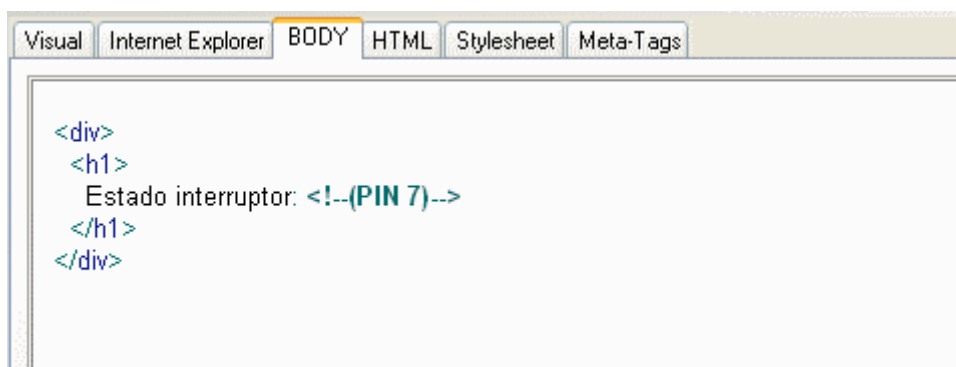 Visual Internet Explorer BODY HTML Stylesheet Meta-Tags
<div>
<h1>
Estado interruptor: <!--(PIN 7)-->
</h1>
</div>